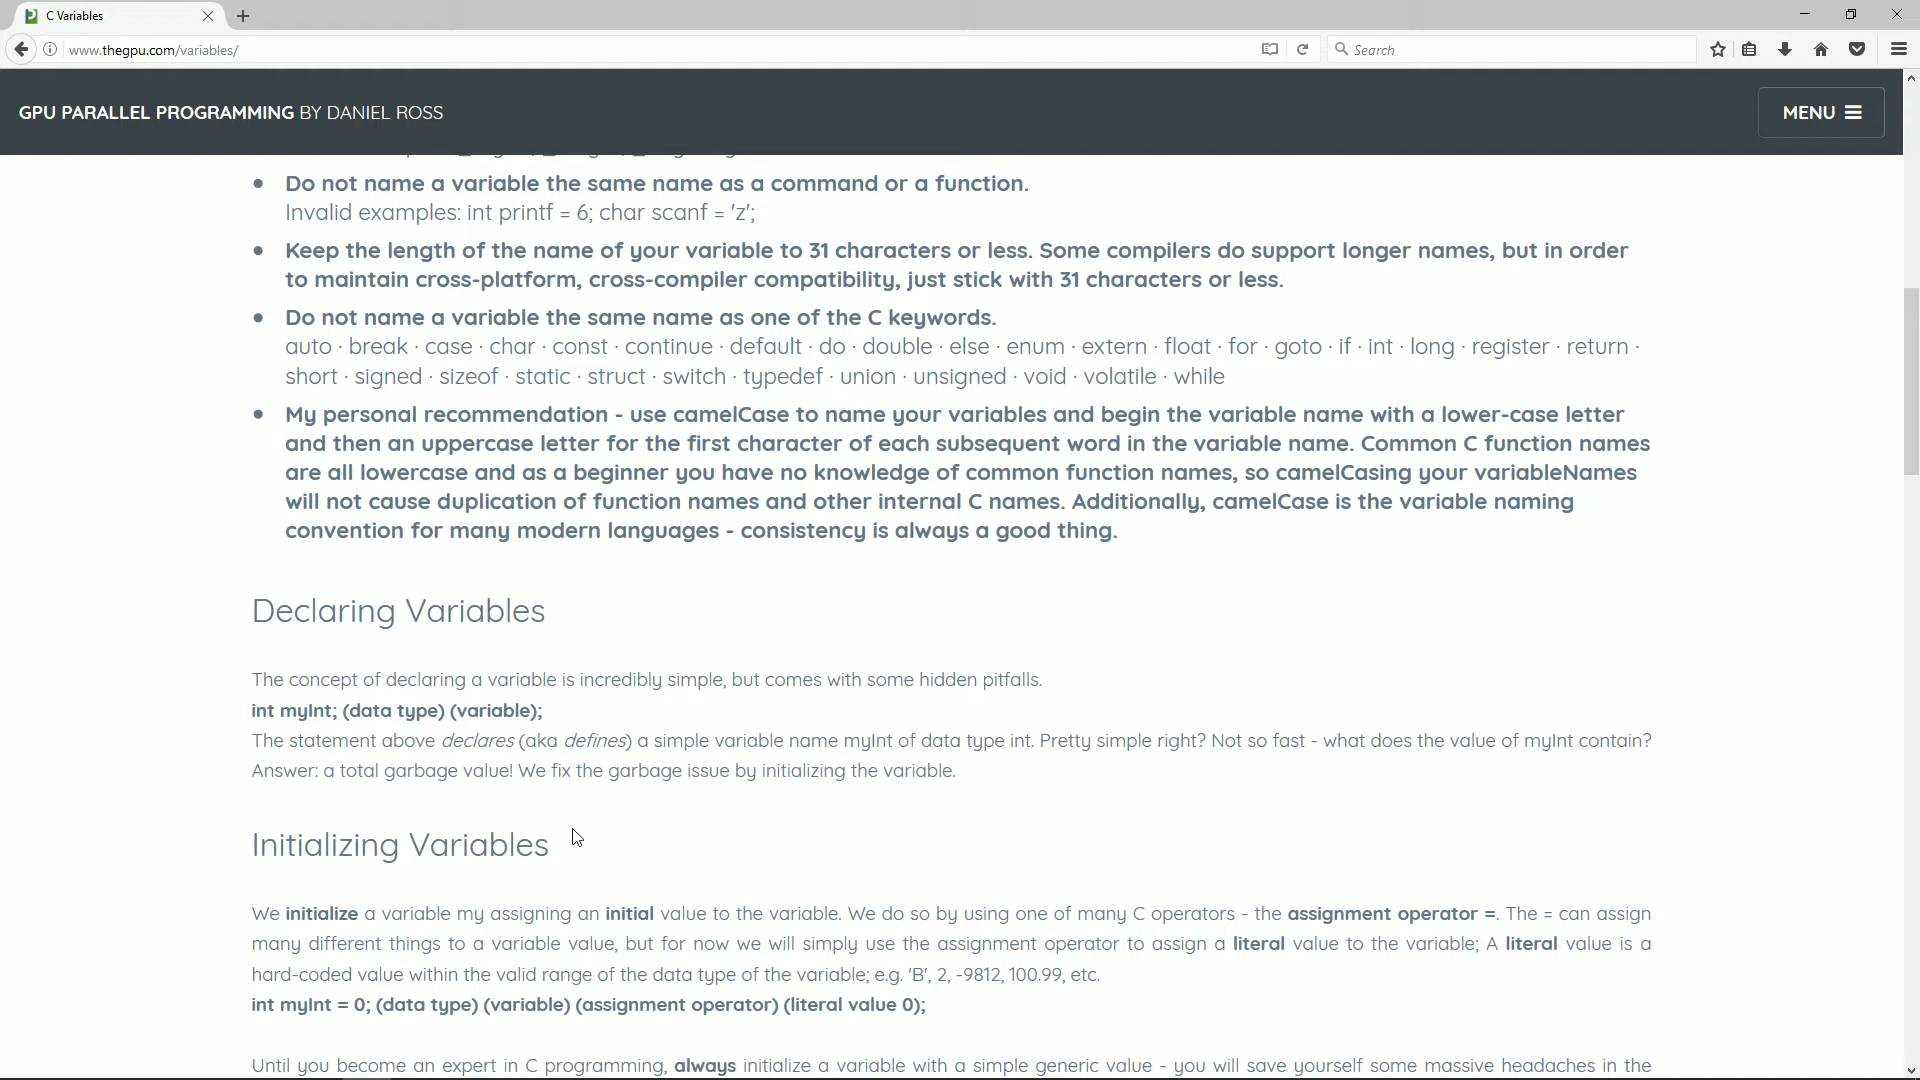 C Variables
www.thegpu.com/variables/
Search
GPU PARALLEL PROGRAMMING BY DANIEL ROSS
MENU
Do not name a variable the same name as a command or a function.
Invalid examples: int printf = 6; char scanf = 'z';
Keep the length of the name of your variable to 31 characters or less. Some compilers do support longer names, but in order
to maintain cross-platform, cross-compiler compatibility, just stick with 31 characters or less.
Do not name a variable the same name as one of the C keywords.
auto · break · case · char · const · continue · default · do · double · else · enum · extern · float · for · goto · if · int · long · register · return ·
short · signed · sizeof · static · struct · switch · typedef · union · unsigned · void · volatile · while
My personal recommendation - use camelCase to name your variables and begin the variable name with a lower-case letter
and then an uppercase letter for the first character of each subsequent word in the variable name. Common C function names
are all lowercase and as a beginner you have no knowledge of common function names, so camelCasing your variableNames
will not cause duplication of function names and other internal C names. Additionally, camelCase is the variable naming
convention for many modern languages - consistency is always a good thing.
Declaring Variables
The concept of declaring a variable is incredibly simple, but comes with some hidden pitfalls.
int myInt; (data type) (variable);
The statement above declares (aka defines) a simple variable name myInt of data type int. Pretty simple right? Not so fast - what does the value of myInt contain?
Answer: a total garbage value! We fix the garbage issue by initializing the variable.
Initializing Variables
We initialize a variable my assigning an initial value to the variable. We do so by using one of many C operators - the assignment operator =. The = can assign
many different things to a variable value, but for now we will simply use the assignment operator to assign a literal value to the variable; A literal value is a
hard-coded value within the valid range of the data type of the variable; e.g. 'B', 2, -9812, 100.99, etc.
int myInt = 0; (data type) (variable) (assignment operator) (literal value 0);
Until you become an expert in C programming, always initialize a variable with a simple generic value - you will save yourself some massive headaches in the